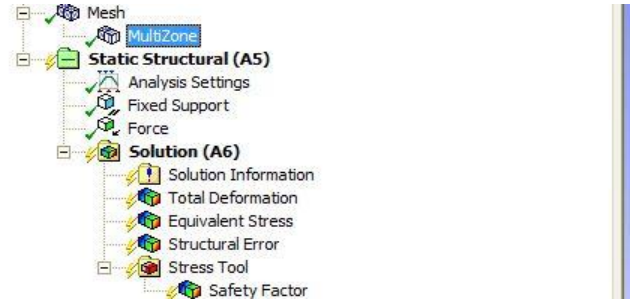 Mesh
MultiZone
Static Structural (A5)
Analysis Settings
Fixed Support
Force
Solution (A6)
Solution Information
Total Deformation
Equivalent Stress
Structural Error
Stress Tool
Safety Factor